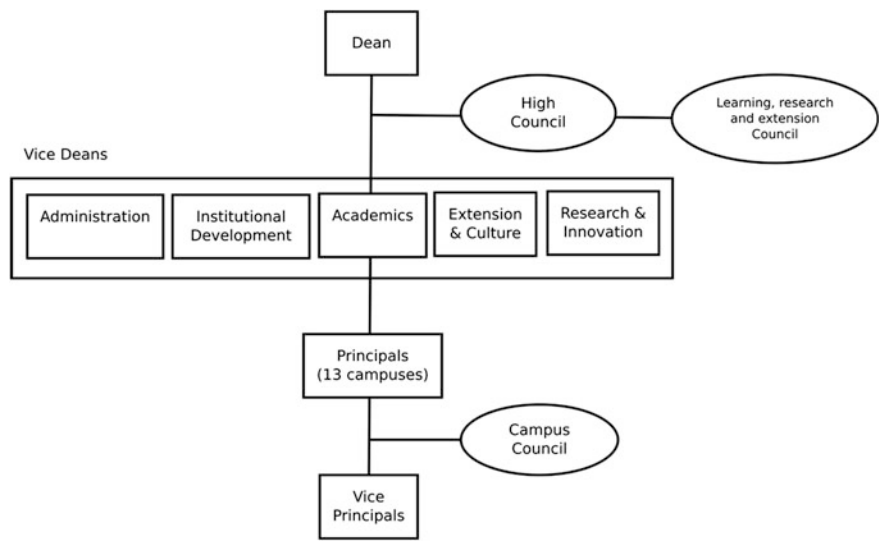 Dean
High
Council
Learning, research
and extension
Council
Vice Deans
Administration
Institutional
Development
Academics
Extension
& Culture
Research &
Innovation
Principals
(13 campuses)
Campus
Council
Vice
Principals